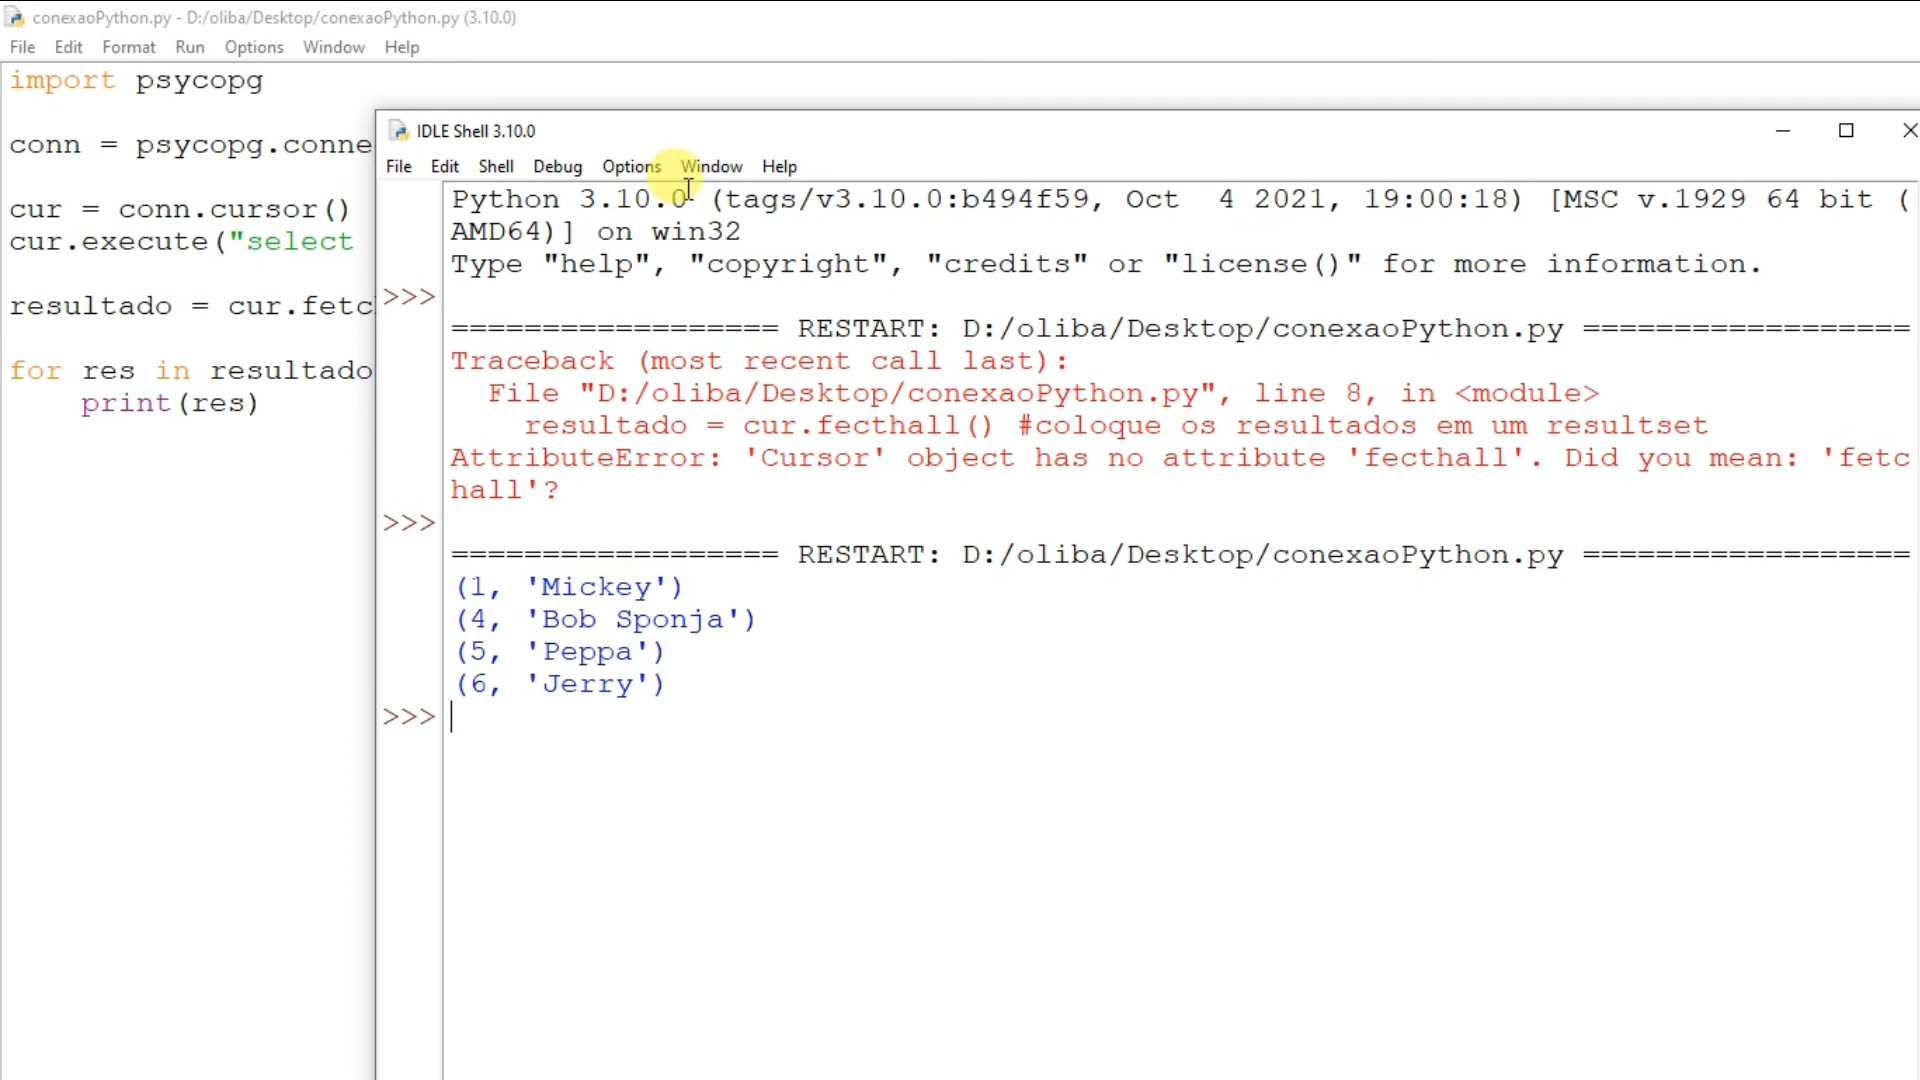 conexaoPython.py - D:/oliba/Desktop/conexaoPython.py (3.10.0)
File Edit Format Run Options Window Help
import psycopg
conn = psycopg.conne
cur = conn.cursor()
cur.execute("select
resultado = cur.fetc
for res in resultado
    print(res)
IDLE Shell 3.10.0
File Edit Shell Debug Options Window Help
Python 3.10.0 (tags/v3.10.0:b494f59, Oct  4 2021, 19:00:18) [MSC v.1929 64 bit (
AMD64)] on win32
Type "help", "copyright", "credits" or "license()" for more information.
>>>
================== RESTART: D:/oliba/Desktop/conexaoPython.py ==================
Traceback (most recent call last):
  File "D:/oliba/Desktop/conexaoPython.py", line 8, in <module>
    resultado = cur.fecthall() #coloque os resultados em um resultset
AttributeError: 'Cursor' object has no attribute 'fecthall'. Did you mean: 'fetc
hall'?
>>>
================== RESTART: D:/oliba/Desktop/conexaoPython.py ==================
(1, 'Mickey')
(4, 'Bob Sponja')
(5, 'Peppa')
(6, 'Jerry')
>>>